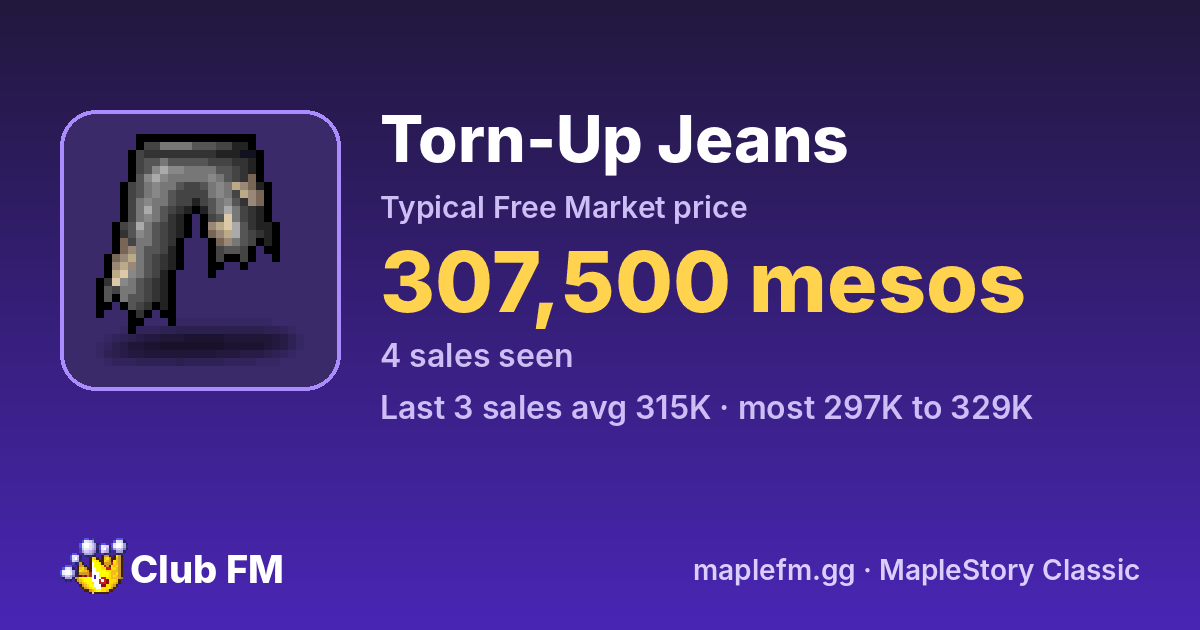 Torn-Up Jeans
Typical Free Market price
307,500 mesos
4 sales seen
Last 3 sales avg 315K · most 297K to 329K
Club FM
maplefm.gg · MapleStory Classic